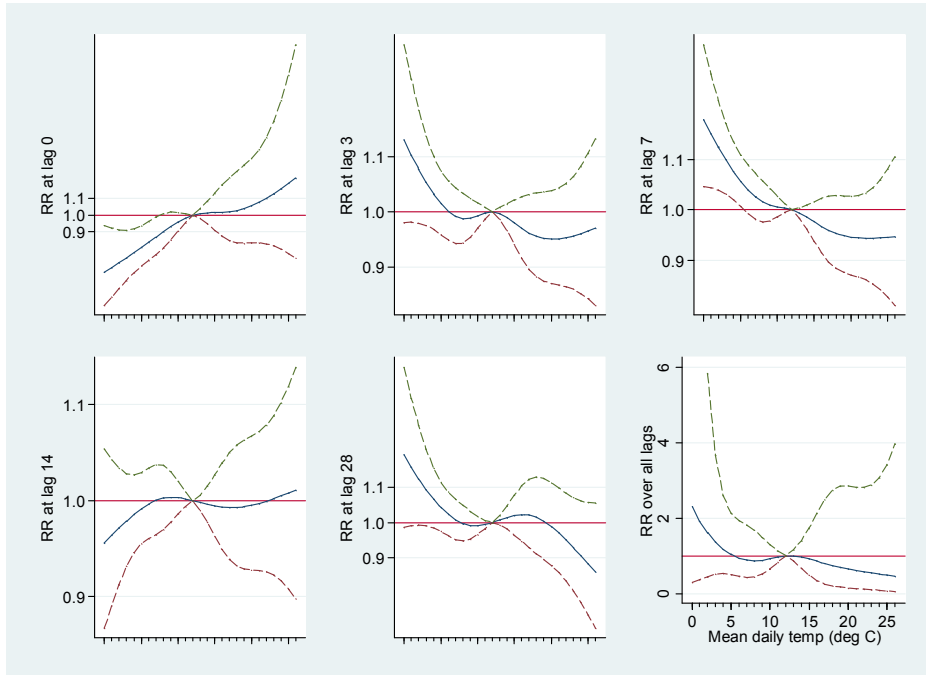 RR at lag 0
1.1
1.0
0.9
RR at lag 3
1.1
1.0
0.9
RR at lag 7
1.1
1.0
0.9
RR at lag 14
1.1
1.0
0.9
RR at lag 28
1.1
1.0
0.9
RR over all lags
6
4
2
0
0 5 10 15 20 25
Mean daily temp (deg C)